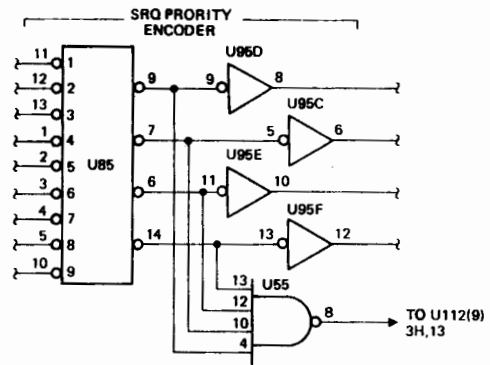 SRQ PRORITY
ENCODER
U95D
11 1
12 2
13 3
1 4
2 5
3 6
4 7
5 8
10 9
U85
9 9 8
U95C
7 5 6
U95E
6 11 10
U95F
14 13 12
U55
13
12
10
4
8
TO U112(9)
3H,13